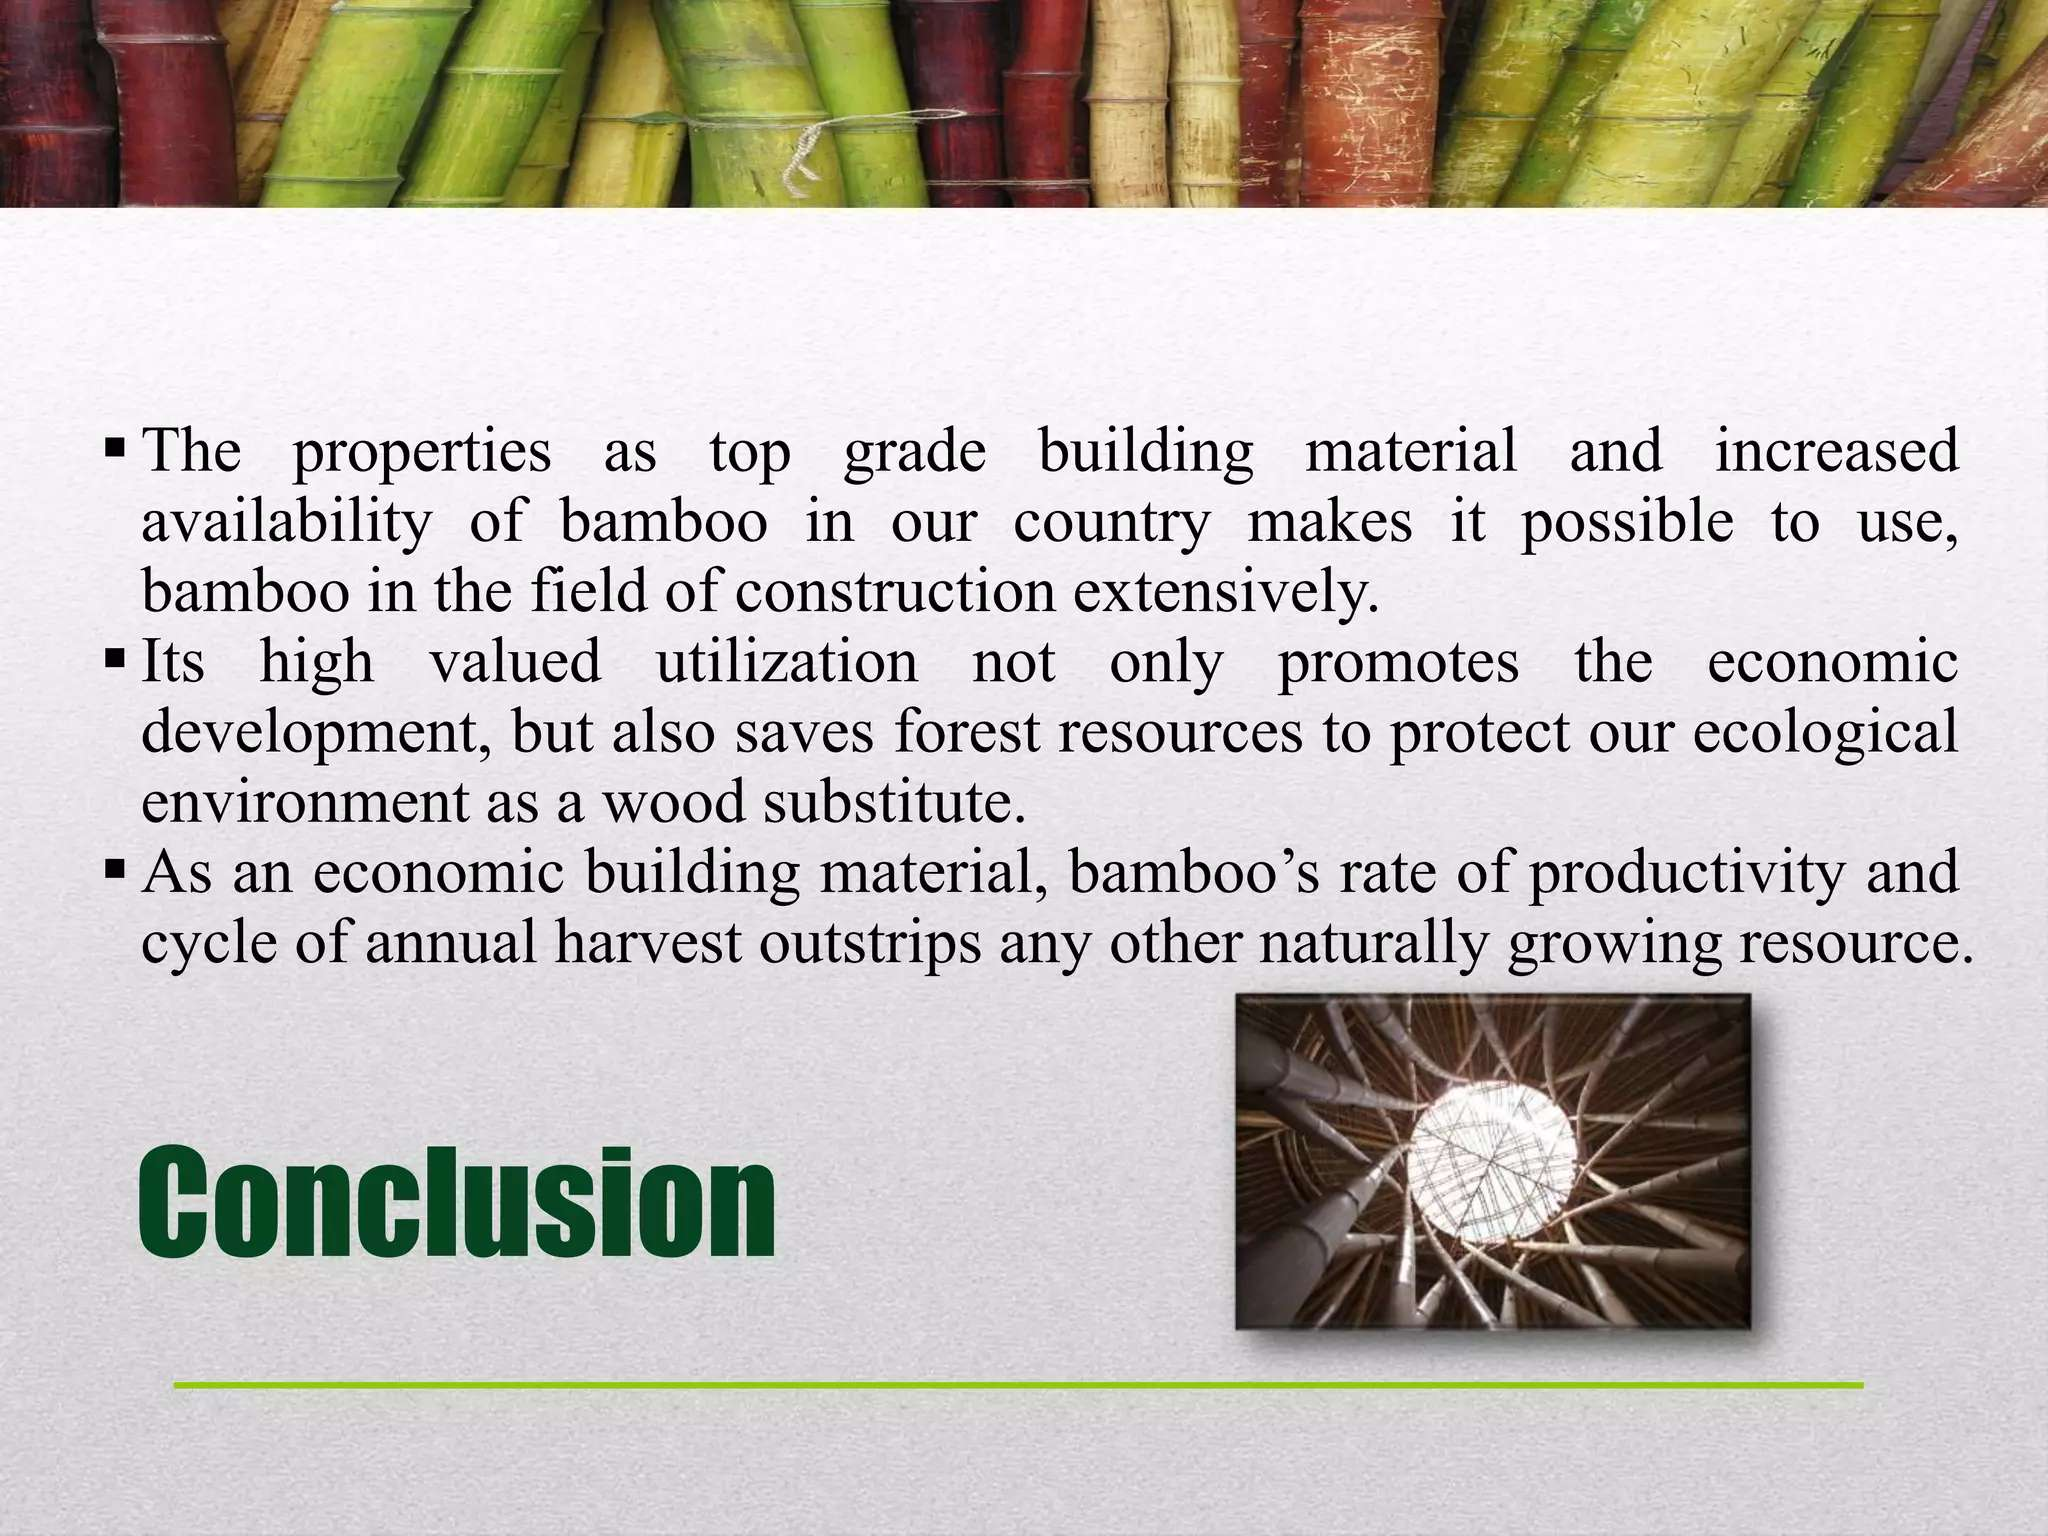 ▪ The properties as top grade building material and increased
availability of bamboo in our country makes it possible to use,
bamboo in the field of construction extensively.
▪ Its high valued utilization not only promotes the economic
development, but also saves forest resources to protect our ecological
environment as a wood substitute.
▪ As an economic building material, bamboo’s rate of productivity and
cycle of annual harvest outstrips any other naturally growing resource.
Conclusion